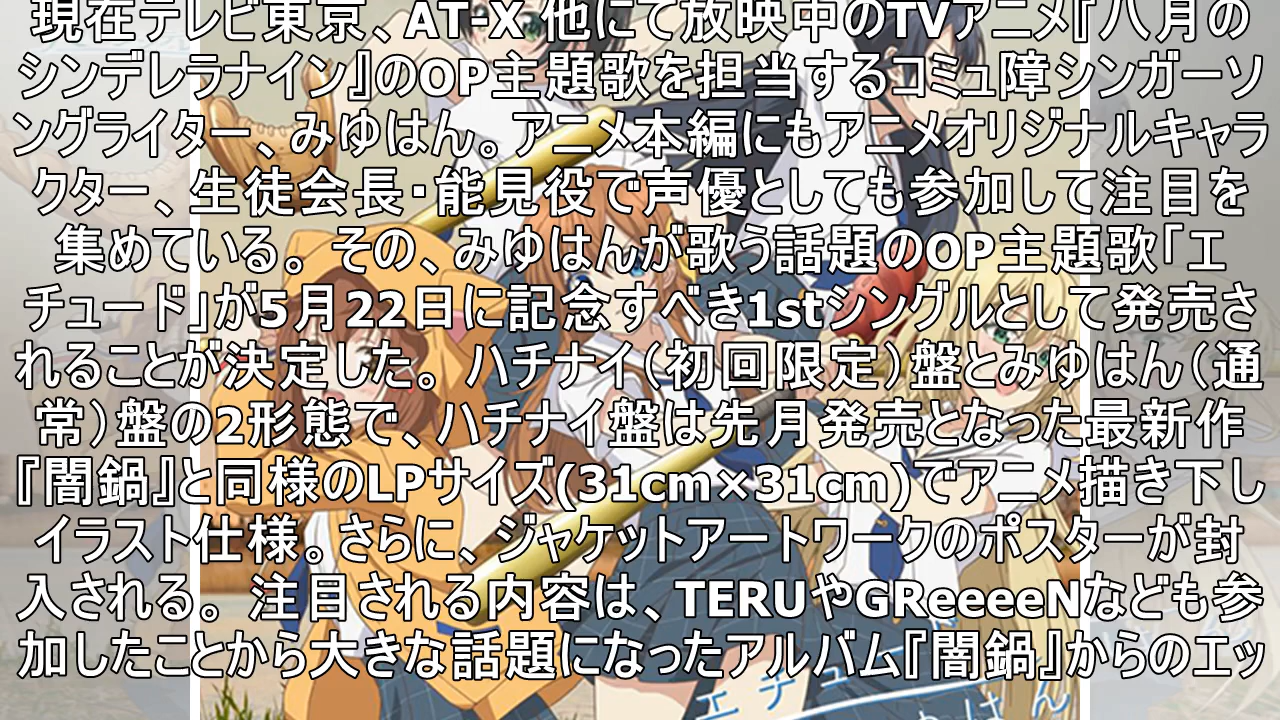 現在テレビ東京、AT-X 他にて放映中のTVアニメ『八月の
シンデレラナイン』のOP主題歌を担当するコミュ障シンガーソ
ングライター、みゆはん。アニメ本編にもアニメオリジナルキャラ
クター、生徒会長・能見役で声優としても参加して注目を
集めている。その、みゆはんが歌う話題のOP主題歌「エ
チュード」が5月22日に記念すべき1stシングルとして発売さ
れることが決定した。ハチナイ（初回限定）盤とみゆはん（通
常）盤の2形態で、ハチナイ盤は先月発売となった最新作
『闇鍋』と同様のLPサイズ(31cm×31cm)でアニメ描き下し
イラスト仕様。さらに、ジャケットアートワークのポスターが封
入される。注目される内容は、TERUやGReeeeNなども参
加したことから大きな話題になったアルバム『闇鍋』からのエッ
エチュ
はん